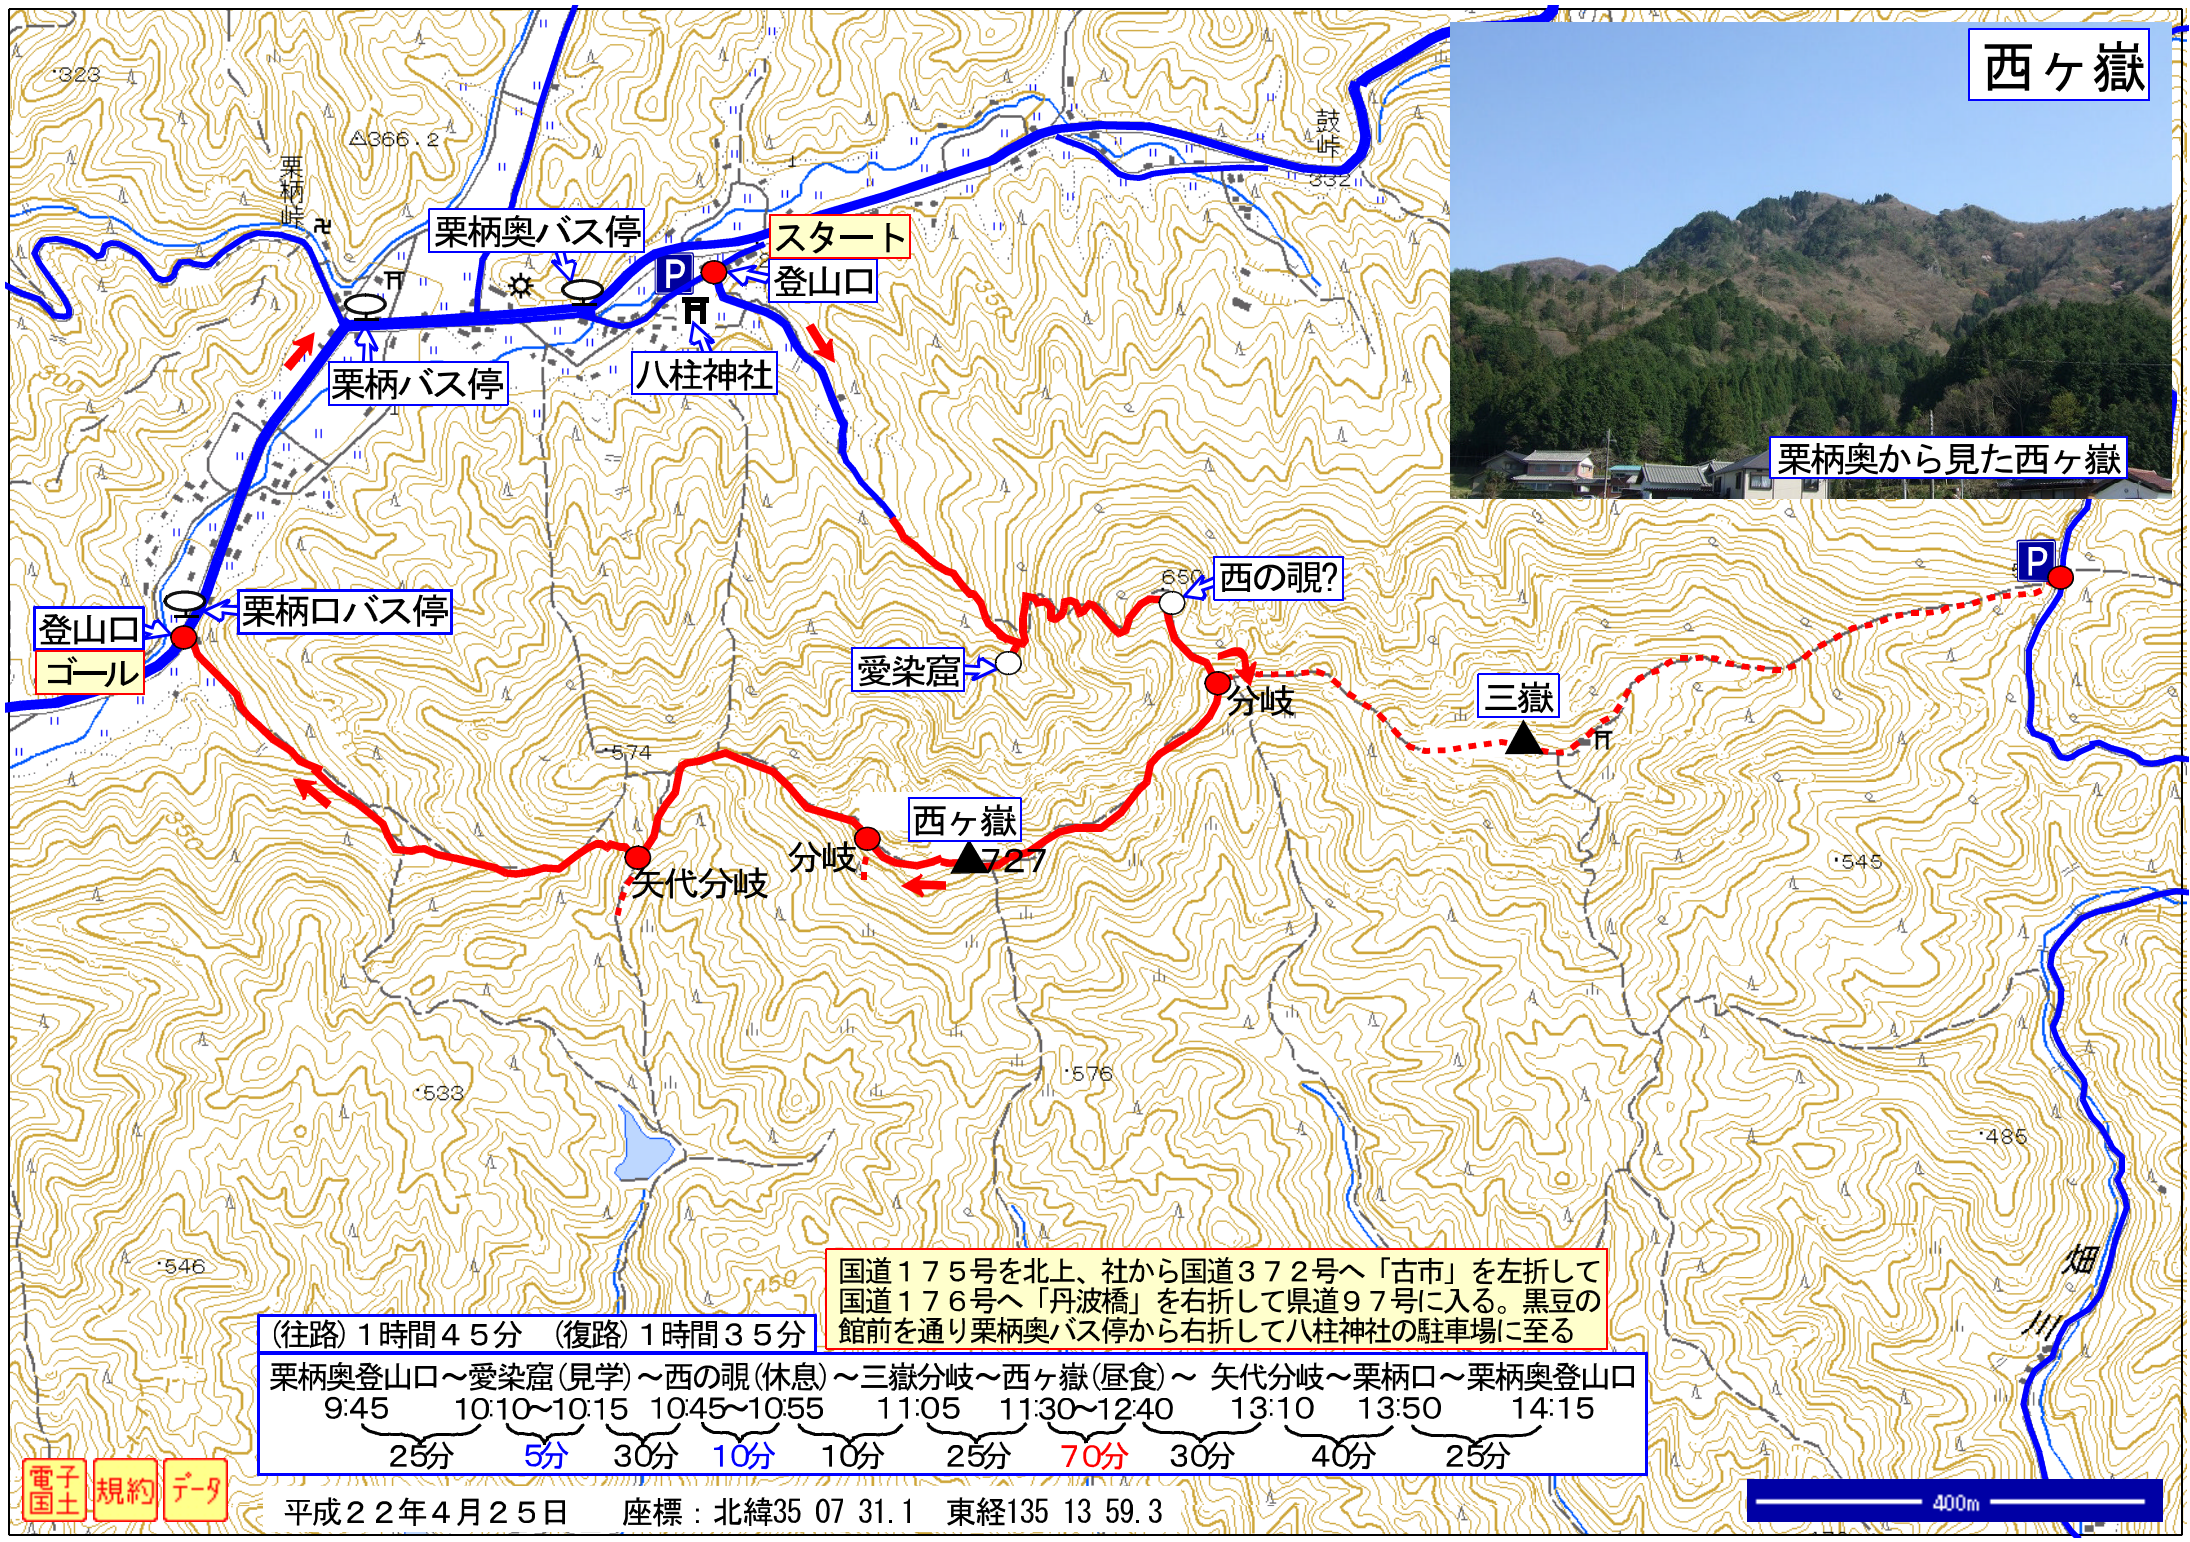 西ヶ嶽
栗柄奥から見た西ヶ嶽
323
366.2
栗柄峠
鼓峠
332
栗柄奥バス停
スタート
P
登山口
栗柄バス停
八柱神社
300
350
栗柄口バス停
登山口
ゴール
650
西の覗?
P
愛染窟
分岐
三嶽
574
西ヶ嶽
727
分岐
矢代分岐
350
545
533
576
485
546
450
畑川
国道175号を北上、社から国道372号へ「古市」を左折して
国道176号へ「丹波橋」を右折して県道97号に入る。黒豆の
館前を通り栗柄奥バス停から右折して八柱神社の駐車場に至る
(往路)1時間45分 (復路)1時間35分
栗柄奥登山口～愛染窟(見学)～西の覗(休息)～三嶽分岐～西ヶ嶽(昼食)～ 矢代分岐～栗柄口～栗柄奥登山口
9:45 10:10～10:15 10:45～10:55 11:05 11:30～12:40 13:10 13:50 14:15
25分 5分 30分 10分 10分 25分 70分 30分 40分 25分
電子国土 規約 データ
平成22年4月25日 座標：北緯35 07 31.1 東経135 13 59.3
400m